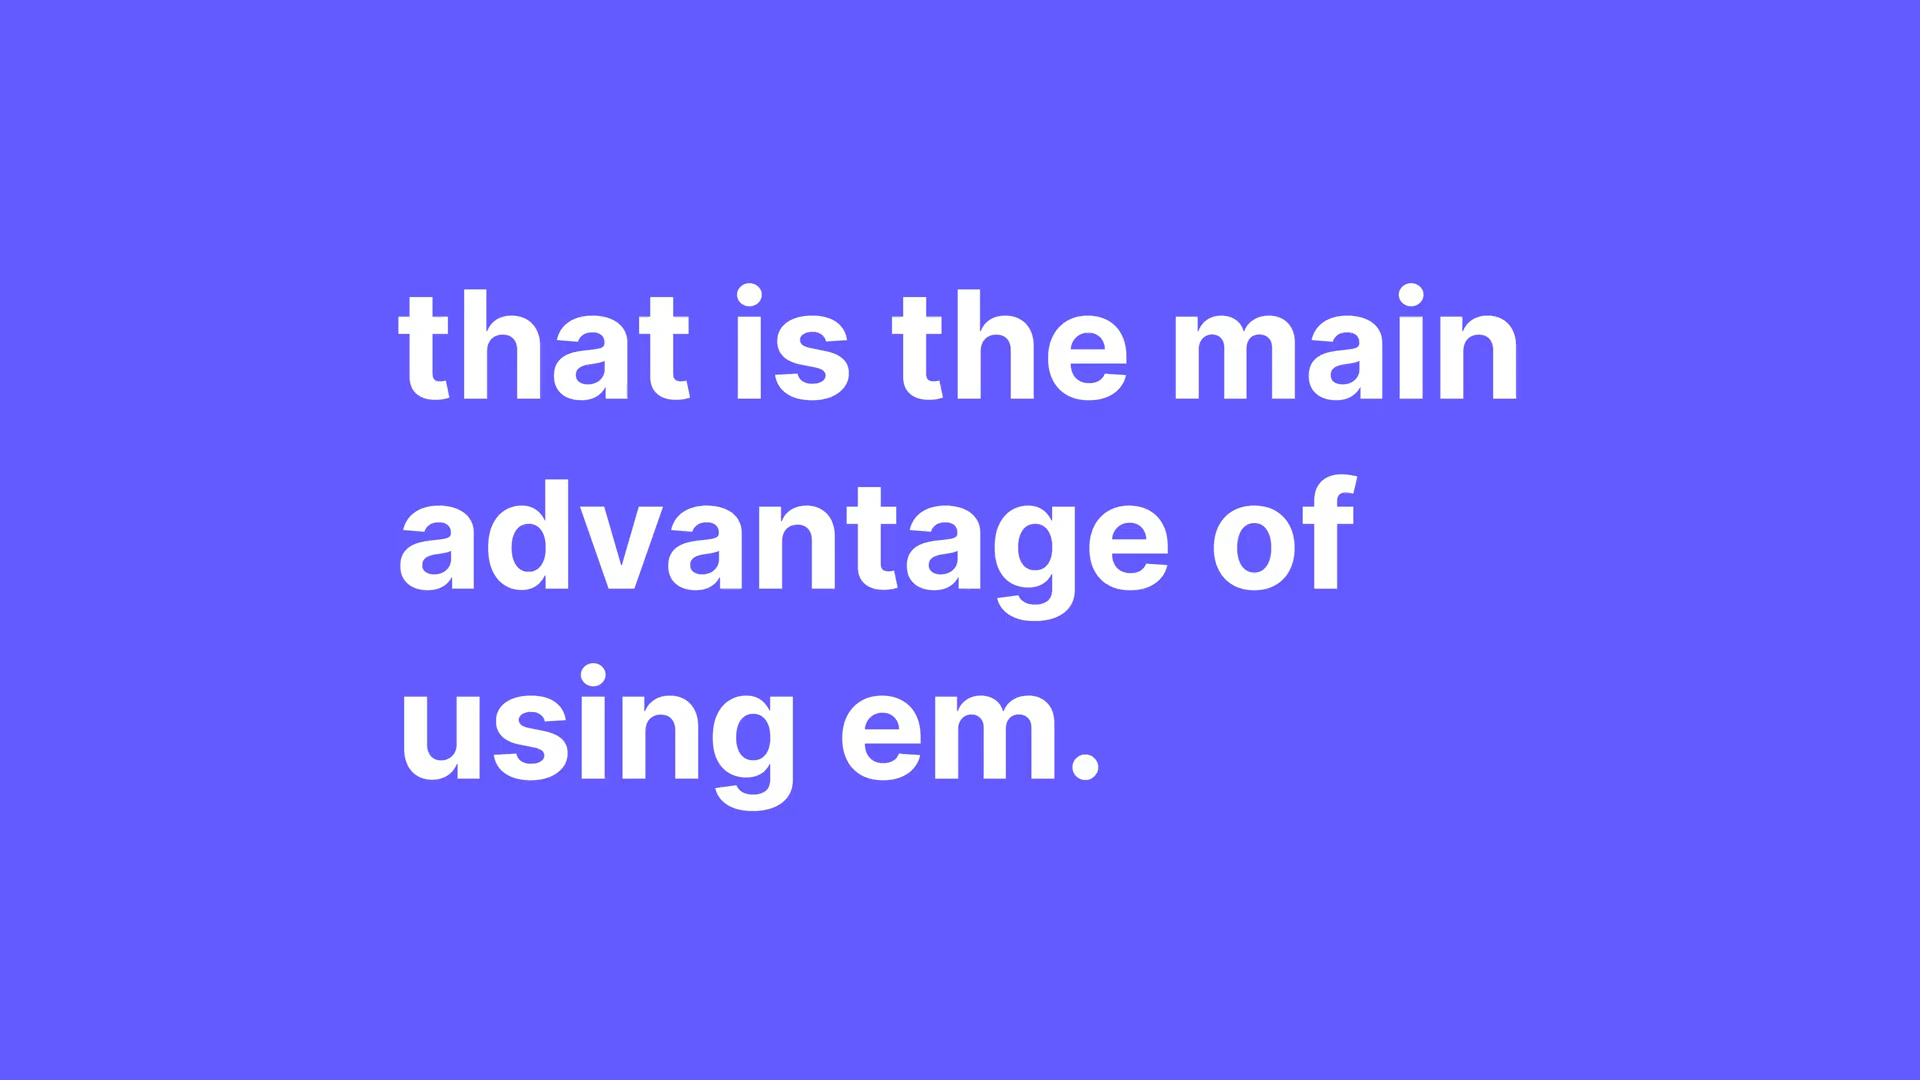 that is the main
advantage of
using em.